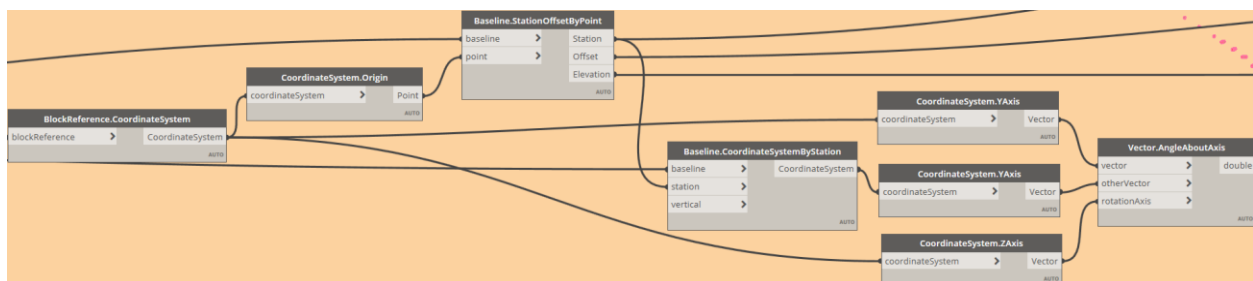 Baseline.StationOffsetByPoint
baseline > Station
point > Offset
Elevation
AUTO
CoordinateSystem.Origin
coordinateSystem > Point
AUTO
BlockReference.CoordinateSystem
blockReference > CoordinateSystem
AUTO
Baseline.CoordinateSystemByStation
baseline > CoordinateSystem
station >
vertical >
AUTO
CoordinateSystem.YAxis
coordinateSystem > Vector
AUTO
CoordinateSystem.YAxis
coordinateSystem > Vector
AUTO
CoordinateSystem.ZAxis
coordinateSystem > Vector
AUTO
Vector.AngleAboutAxis
vector > double
otherVector >
rotationAxis >
AUTO